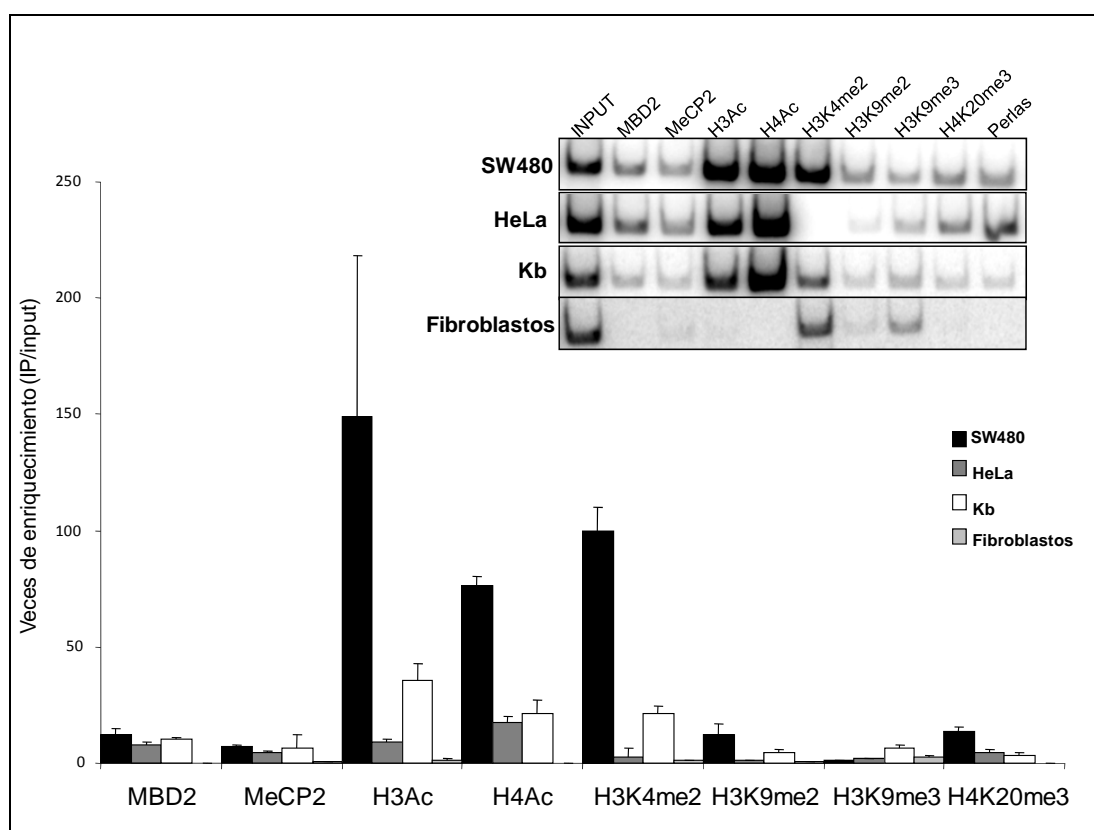 INPUT MBD2 MeCP2 H3Ac H4Ac H3K4me2 H3K9me2 H3K9me3 H4K20me3 Perlas
SW480
HeLa
Kb
Fibroblastos
Veces de enriquecimiento (IP/input)
250
200
150
100
50
0
SW480
HeLa
Kb
Fibroblastos
MBD2 MeCP2 H3Ac H4Ac H3K4me2 H3K9me2 H3K9me3 H4K20me3